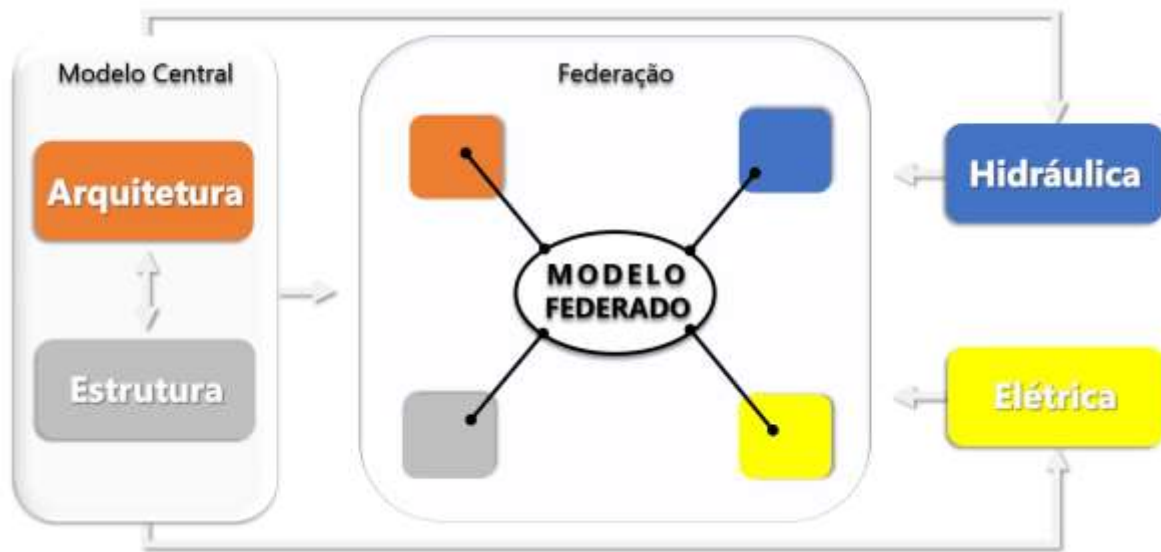 Modelo Central
Federação
Arquitetura
Hidráulica
MODELO
FEDERADO
Estrutura
Elétrica